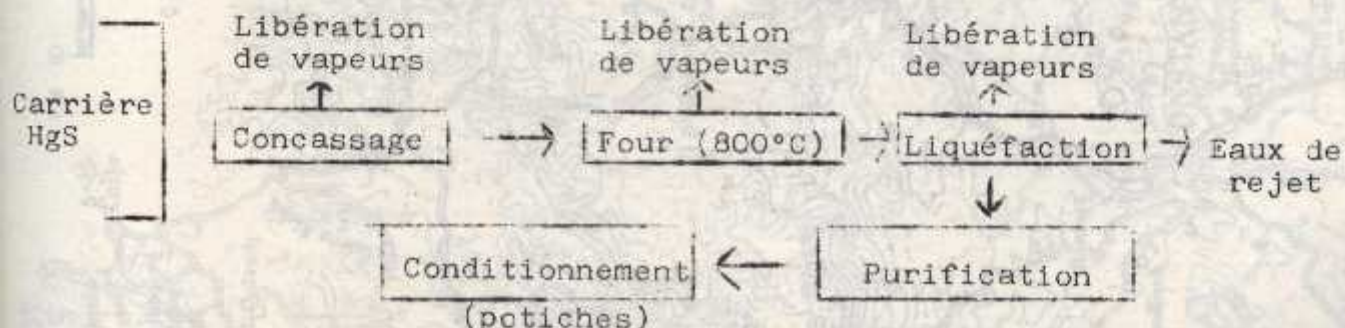 Libération
de vapeurs
Libération
de vapeurs
Libération
de vapeurs
Carrière
HgS
Concassage
Four (800°C)
Liquéfaction
Eaux de
rejet
Conditionnement
(potiches)
Purification